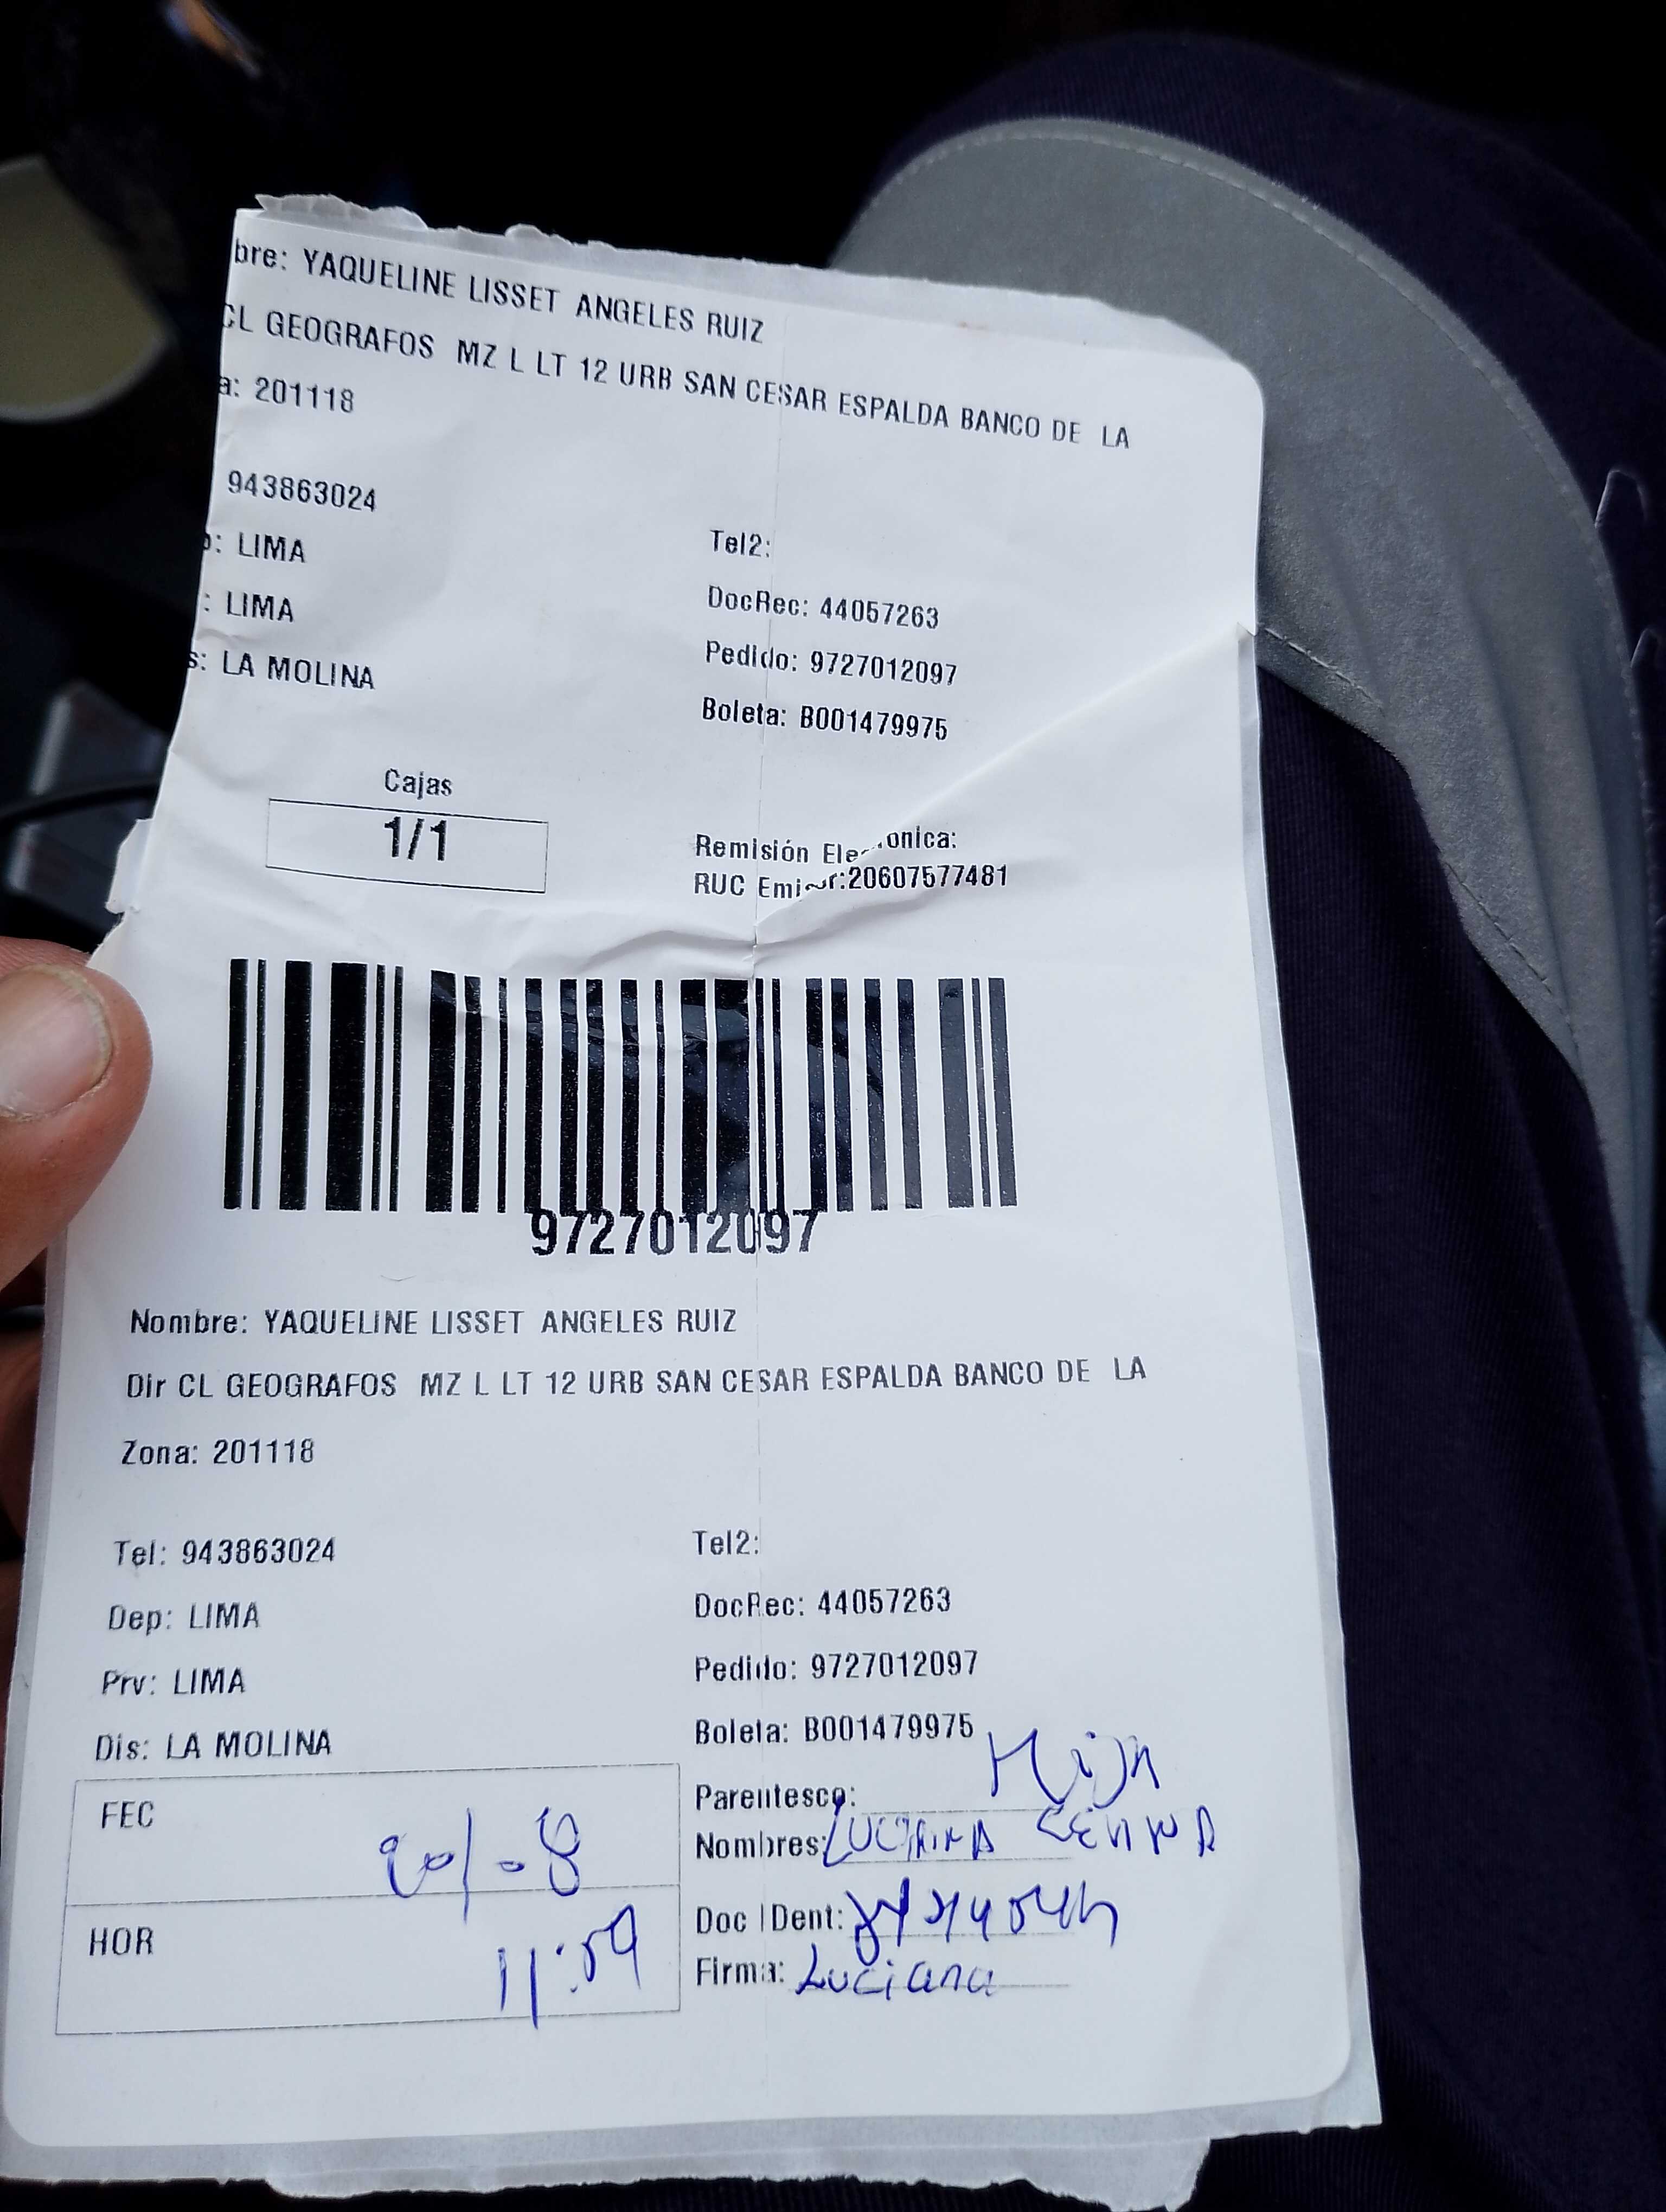 bre: YAQUELINE LISSET ANGELES RUIZ
CL GEOGRAFOS MZ L LT 12 URB SAN CESAR ESPALDA BANCO DE LA
a: 201118
943863024
Tel2:
: LIMA
DocRec: 44057263
: LIMA
Pedido: 9727012097
s: LA MOLINA
Boleta: B001479975
Cajas
1/1
Remisión Ele onica:
RUC Emi r:20607577481
9727012097
Nombre: YAQUELINE LISSET ANGELES RUIZ
Dir CL GEOGRAFOS MZ L LT 12 URB SAN CESAR ESPALDA BANCO DE LA
Zona: 201118
Tel: 943863024
Tel2:
Dep: LIMA
DocRec: 44057263
Prv: LIMA
Pedido: 9727012097
Dis: LA MOLINA
Boleta: B001479975
FEC
Parentesco: Hija
Nombres: LUCIANA
HOR 11:59
Doc IDent:
Firma: Luciana